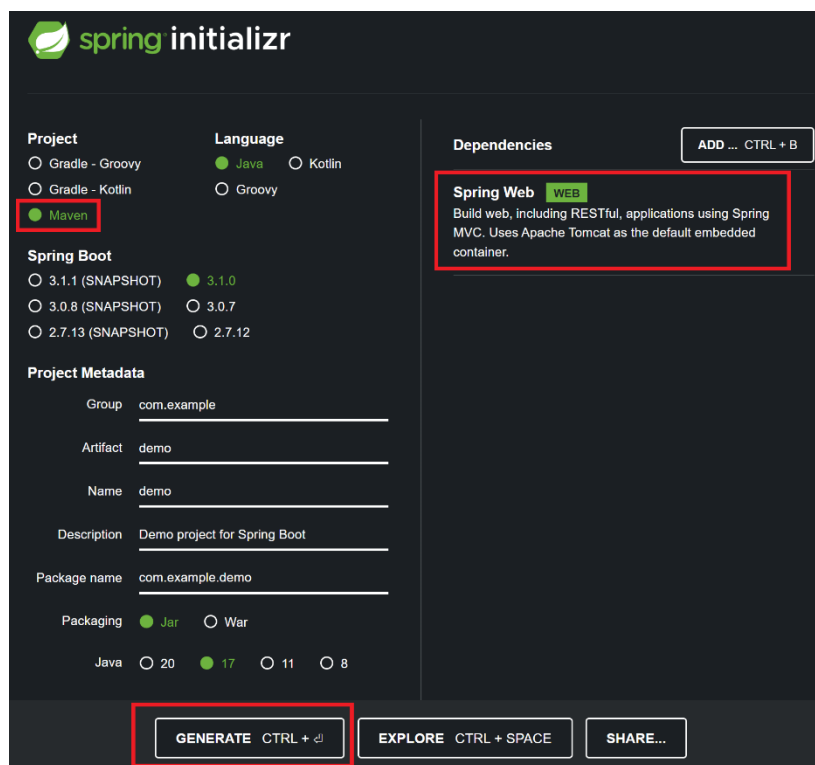 spring initializr
Project
Gradle - Groovy
Gradle - Kotlin
Maven
Language
Java Kotlin
Groovy
Spring Boot
3.1.1 (SNAPSHOT) 3.1.0
3.0.8 (SNAPSHOT) 3.0.7
2.7.13 (SNAPSHOT) 2.7.12
Project Metadata
Group com.example
Artifact demo
Name demo
Description Demo project for Spring Boot
Package name com.example.demo
Packaging Jar War
Java 20 17 11 8
Dependencies ADD ... CTRL + B
Spring Web WEB
Build web, including RESTful, applications using Spring
MVC. Uses Apache Tomcat as the default embedded
container.
GENERATE CTRL + ⏎ EXPLORE CTRL + SPACE SHARE...